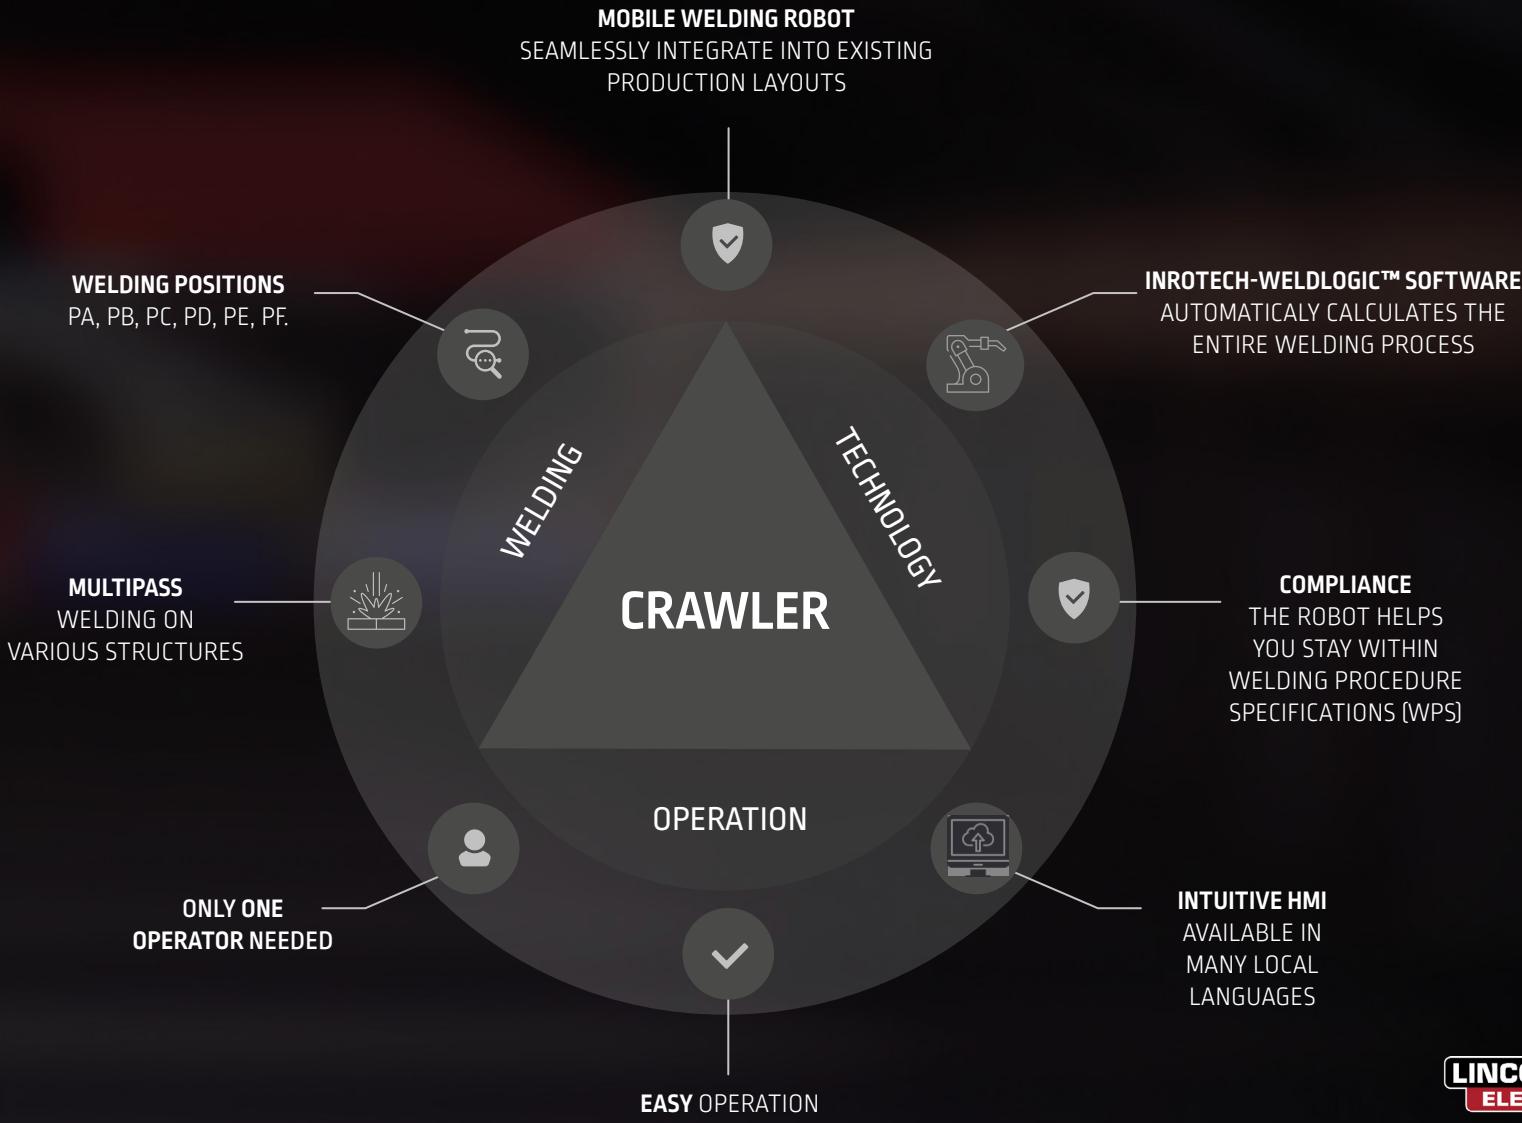 MOBILE WELDING ROBOT
SEAMLESSLY INTEGRATE INTO EXISTING
PRODUCTION LAYOUTS
WELDING POSITIONS
PA, PB, PC, PD, PE, PF.
INROTECH-WELDLOGIC™ SOFTWARE
AUTOMATICALY CALCULATES THE
ENTIRE WELDING PROCESS
WELDING
TECHNOLOGY
MULTIPASS
WELDING ON
VARIOUS STRUCTURES
CRAWLER
COMPLIANCE
THE ROBOT HELPS
YOU STAY WITHIN
WELDING PROCEDURE
SPECIFICATIONS (WPS)
OPERATION
ONLY ONE
OPERATOR NEEDED
INTUITIVE HMI
AVAILABLE IN
MANY LOCAL
LANGUAGES
EASY OPERATION